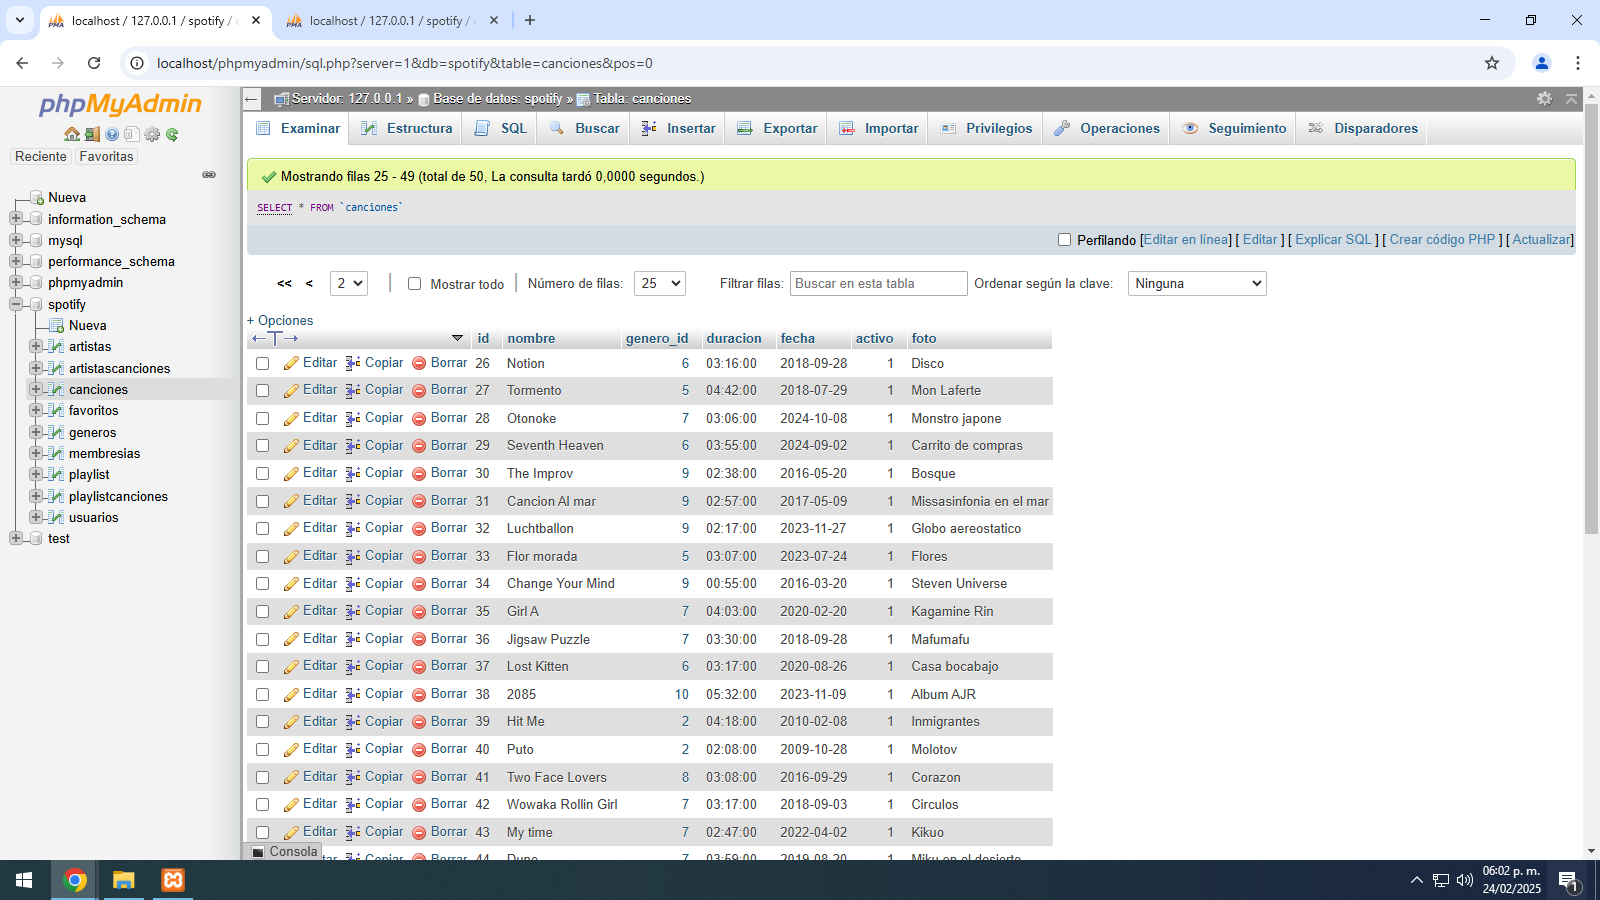 localhost / 127.0.0.1 / spotify /
localhost / 127.0.0.1 / spotify /
localhost/phpmyadmin/sql.php?server=1&db=spotify&table=canciones&pos=0
phpMyAdmin
Reciente Favoritas
Nueva
information_schema
mysql
performance_schema
phpmyadmin
spotify
Nueva
artistas
artistascanciones
canciones
favoritos
generos
membresias
playlist
playlistcanciones
usuarios
test
Servidor: 127.0.0.1 » Base de datos: spotify » Tabla: canciones
Examinar Estructura SQL Buscar Insertar Exportar Importar Privilegios Operaciones Seguimiento Disparadores
Mostrando filas 25 - 49 (total de 50, La consulta tardó 0,0000 segundos.)
SELECT * FROM `canciones`
Perfilando [Editar en línea] [ Editar ] [ Explicar SQL ] [ Crear código PHP ] [ Actualizar]
<< < 2 Mostrar todo Número de filas: 25 Filtrar filas: Buscar en esta tabla Ordenar según la clave: Ninguna
+ Opciones
←T→ id nombre genero_id duracion fecha activo foto
Editar Copiar Borrar 26 Notion 6 03:16:00 2018-09-28 1 Disco
Editar Copiar Borrar 27 Tormento 5 04:42:00 2018-07-29 1 Mon Laferte
Editar Copiar Borrar 28 Otonoke 7 03:06:00 2024-10-08 1 Monstro japone
Editar Copiar Borrar 29 Seventh Heaven 6 03:55:00 2024-09-02 1 Carrito de compras
Editar Copiar Borrar 30 The Improv 9 02:38:00 2016-05-20 1 Bosque
Editar Copiar Borrar 31 Cancion Al mar 9 02:57:00 2017-05-09 1 Missasinfonia en el mar
Editar Copiar Borrar 32 Luchtballon 9 02:17:00 2023-11-27 1 Globo aereostatico
Editar Copiar Borrar 33 Flor morada 5 03:07:00 2023-07-24 1 Flores
Editar Copiar Borrar 34 Change Your Mind 9 00:55:00 2016-03-20 1 Steven Universe
Editar Copiar Borrar 35 Girl A 7 04:03:00 2020-02-20 1 Kagamine Rin
Editar Copiar Borrar 36 Jigsaw Puzzle 7 03:30:00 2018-09-28 1 Mafumafu
Editar Copiar Borrar 37 Lost Kitten 6 03:17:00 2020-08-26 1 Casa bocabajo
Editar Copiar Borrar 38 2085 10 05:32:00 2023-11-09 1 Album AJR
Editar Copiar Borrar 39 Hit Me 2 04:18:00 2010-02-08 1 Inmigrantes
Editar Copiar Borrar 40 Puto 2 02:08:00 2009-10-28 1 Molotov
Editar Copiar Borrar 41 Two Face Lovers 8 03:08:00 2016-09-29 1 Corazon
Editar Copiar Borrar 42 Wowaka Rollin Girl 7 03:17:00 2018-09-03 1 Circulos
Editar Copiar Borrar 43 My time 7 02:47:00 2022-04-02 1 Kikuo
Copiar Borrar 44 Dune 7 03:59:00 2019-08-20 1 Miku en el desierto
Consola
06:02 p. m.
24/02/2025
1